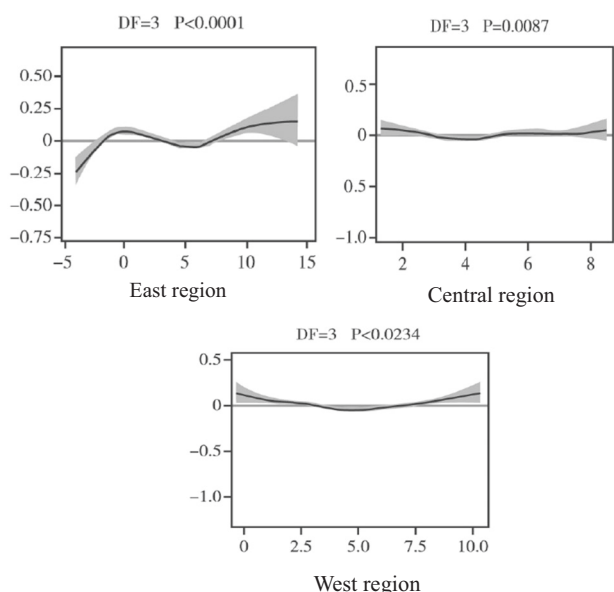 DF=3 P<0.0001
0.50
0.25
0
−0.25
−0.50
−0.75
−5 0 5 10 15
East region
DF=3 P=0.0087
0.5
0
0.5
−1.0
2 4 6 8
Central region
DF=3 P<0.0234
0.5
0
−0.5
−1.0
0 2.5 5.0 7.5 10.0
West region